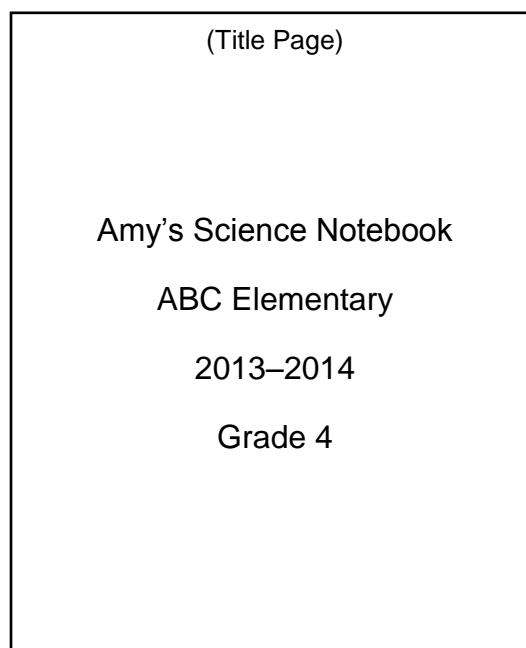 (Title Page)
Amy’s Science Notebook
ABC Elementary
2013–2014
Grade 4